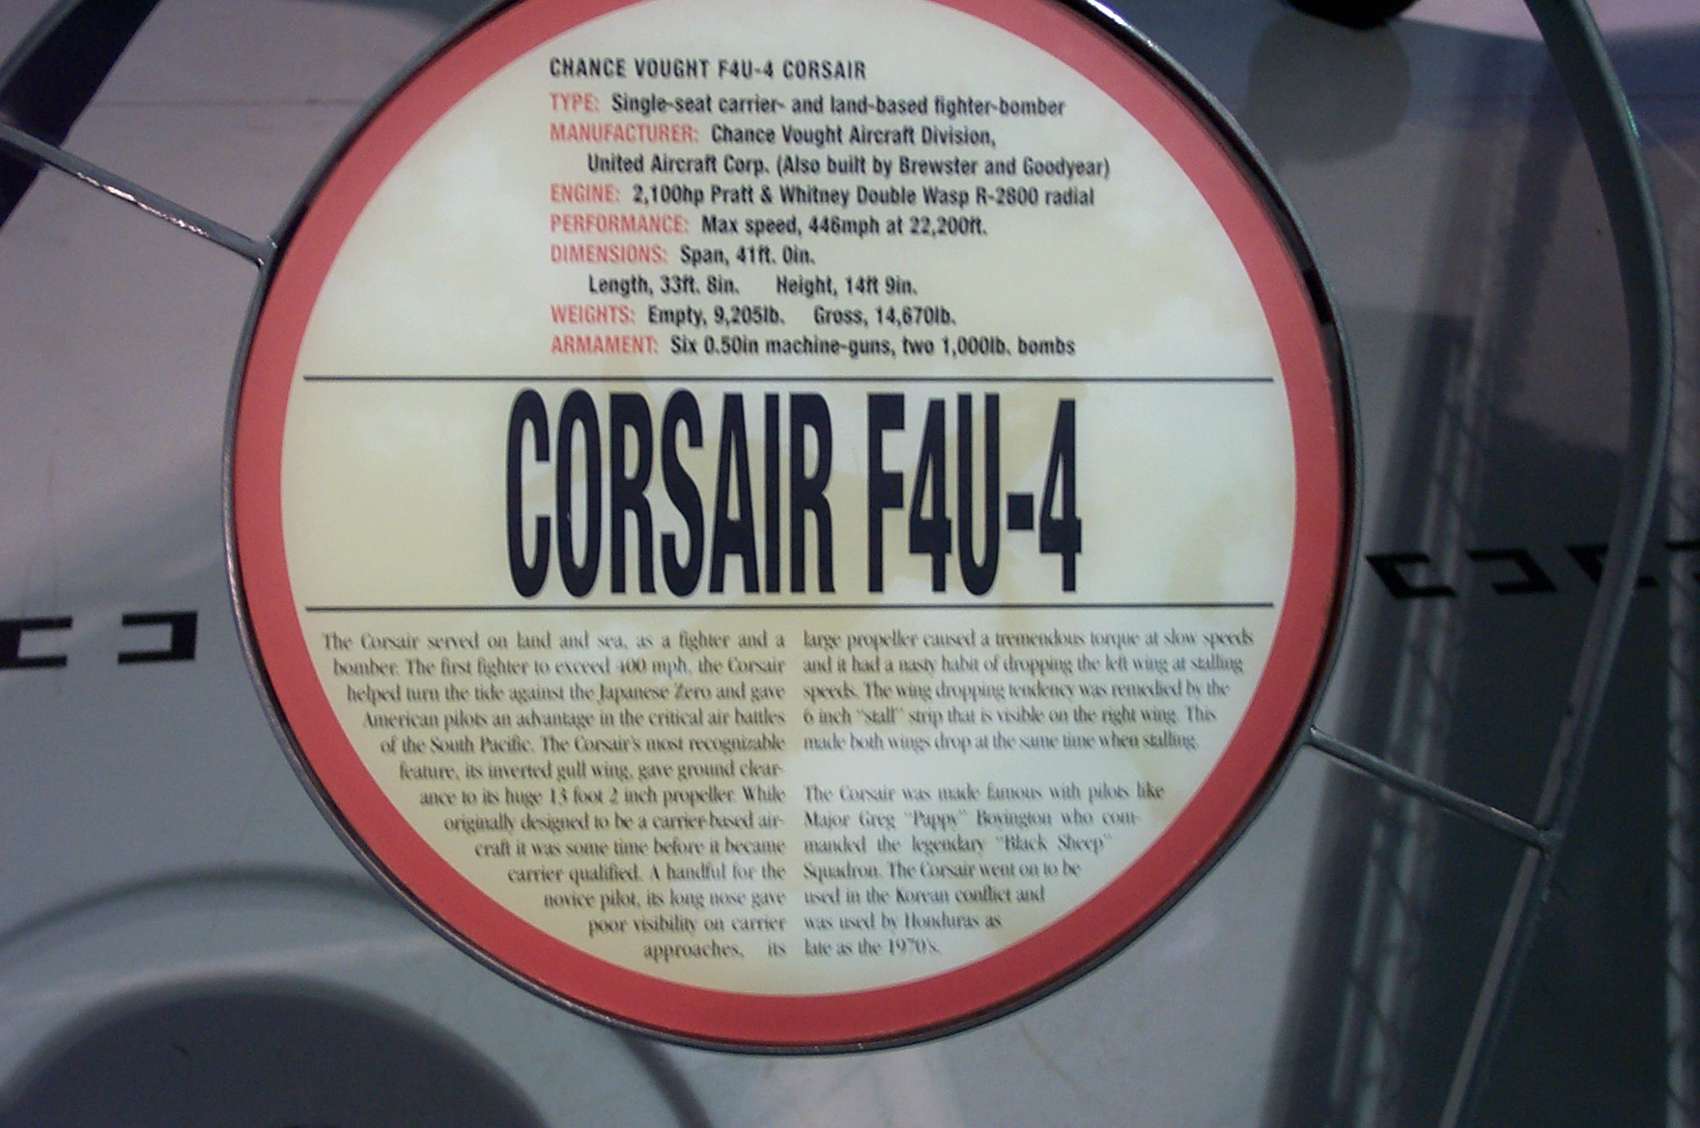 CHANCE VOUGHT F4U-4 CORSAIR
TYPE: Single-seat carrier- and land-based fighter-bomber
MANUFACTURER: Chance Vought Aircraft Division,
United Aircraft Corp. (Also built by Brewster and Goodyear)
ENGINE: 2,100hp Pratt & Whitney Double Wasp R-2800 radial
PERFORMANCE: Max speed, 446mph at 22,200ft.
DIMENSIONS: Span, 41ft. 0in.
Length, 33ft. 8in. Height, 14ft 9in.
WEIGHTS: Empty, 9,205lb. Gross, 14,670lb.
ARMAMENT: Six 0.50in machine-guns, two 1,000lb. bombs
CORSAIR F4U-4
The Corsair served on land and sea, as a fighter and a
bomber. The first fighter to exceed 400 mph, the Corsair
helped turn the tide against the Japanese Zero and gave
American pilots an advantage in the critical air battles
of the South Pacific. The Corsair's most recognizable
feature, its inverted gull wing, gave ground clear-
ance to its huge 13 foot 2 inch propeller. While
originally designed to be a carrier-based air-
craft it was some time before it became
carrier qualified. A handful for the
novice pilot, its long nose gave
poor visibility on carrier
approaches, its
large propeller caused a tremendous torque at slow speeds
and it had a nasty habit of dropping the left wing at stalling
speeds. The wing dropping tendency was remedied by the
6 inch "stall" strip that is visible on the right wing. This
made both wings drop at the same time when stalling.
The Corsair was made famous with pilots like
Major Greg "Pappy" Boyington who com-
manded the legendary "Black Sheep"
Squadron. The Corsair went on to be
used in the Korean conflict and
was used by Honduras as
late as the 1970's.